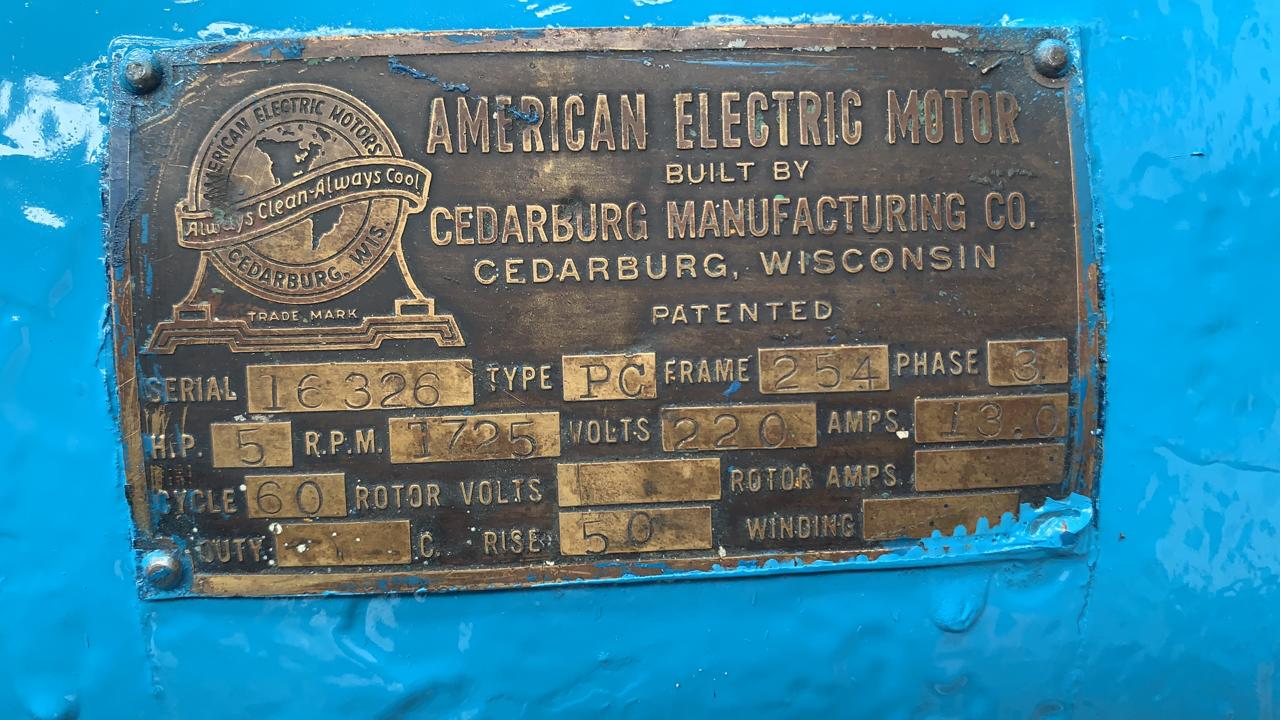 AMERICAN ELECTRIC MOTORS
Always Clean-Always Cool
CEDARBURG, WIS.
TRADE MARK
AMERICAN ELECTRIC MOTOR
BUILT BY
CEDARBURG MANUFACTURING CO.
CEDARBURG, WISCONSIN
PATENTED
SERIAL 16326 TYPE PC FRAME 254 PHASE 3
H.P. 5 R.P.M. 1725 VOLTS 220 AMPS. 13.0
CYCLE 60 ROTOR VOLTS ROTOR AMPS.
DUTY C. RISE 50 WINDING